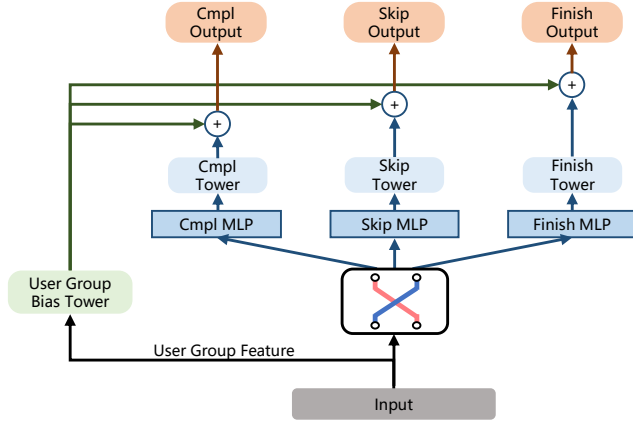 Cmpl
Output
Skip
Output
Finish
Output
+
+
+
Cmpl
Tower
Skip
Tower
Finish
Tower
Cmpl MLP
Skip MLP
Finish MLP
User Group
Bias Tower
User Group Feature
Input